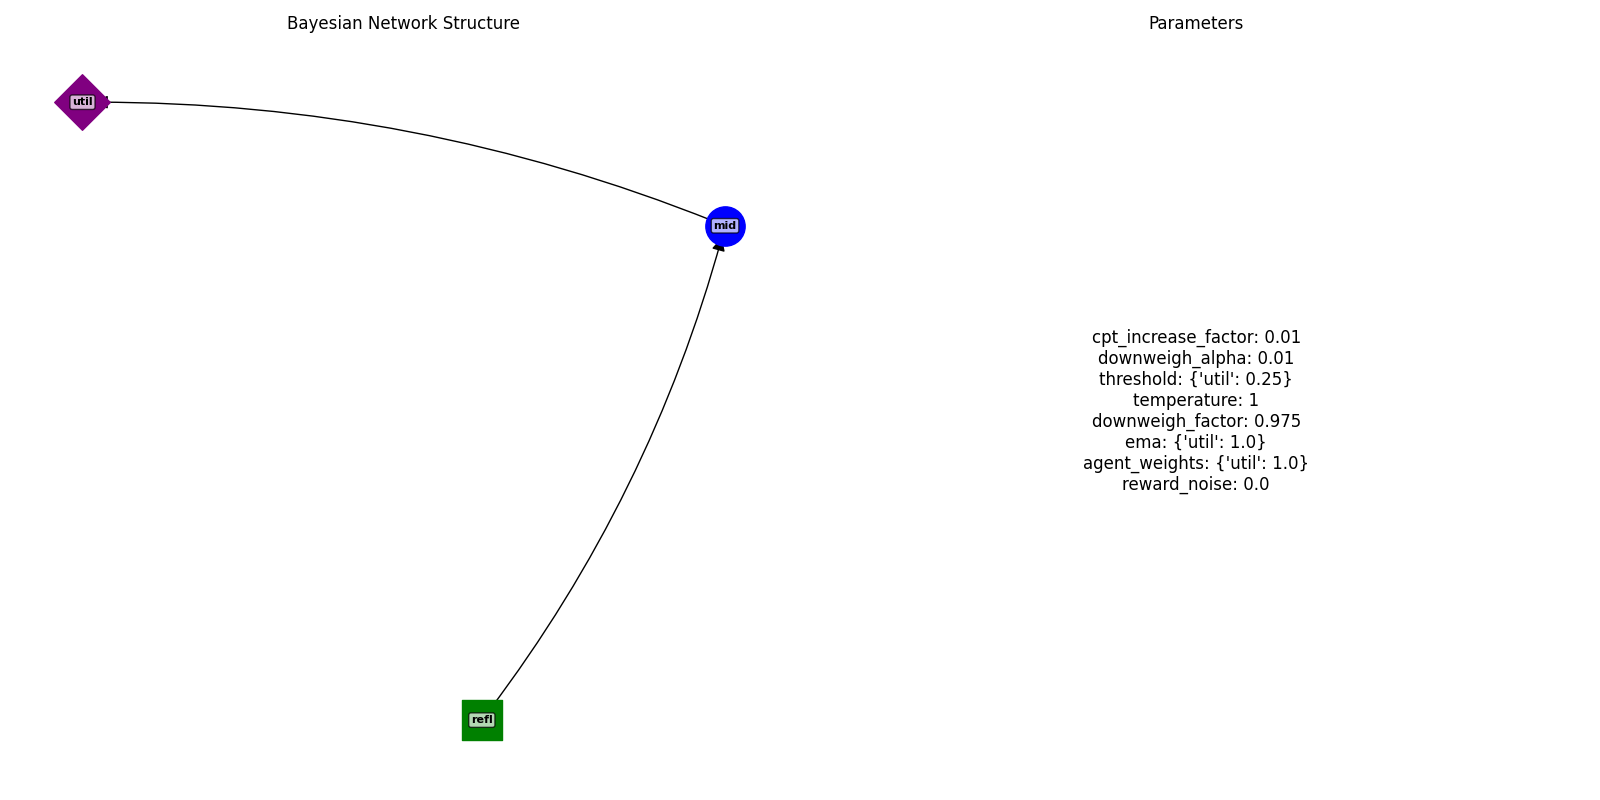 Bayesian Network Structure
Parameters
util
mid
refl
cpt_increase_factor: 0.01
downweigh_alpha: 0.01
threshold: {'util': 0.25}
temperature: 1
downweigh_factor: 0.975
ema: {'util': 1.0}
agent_weights: {'util': 1.0}
reward_noise: 0.0